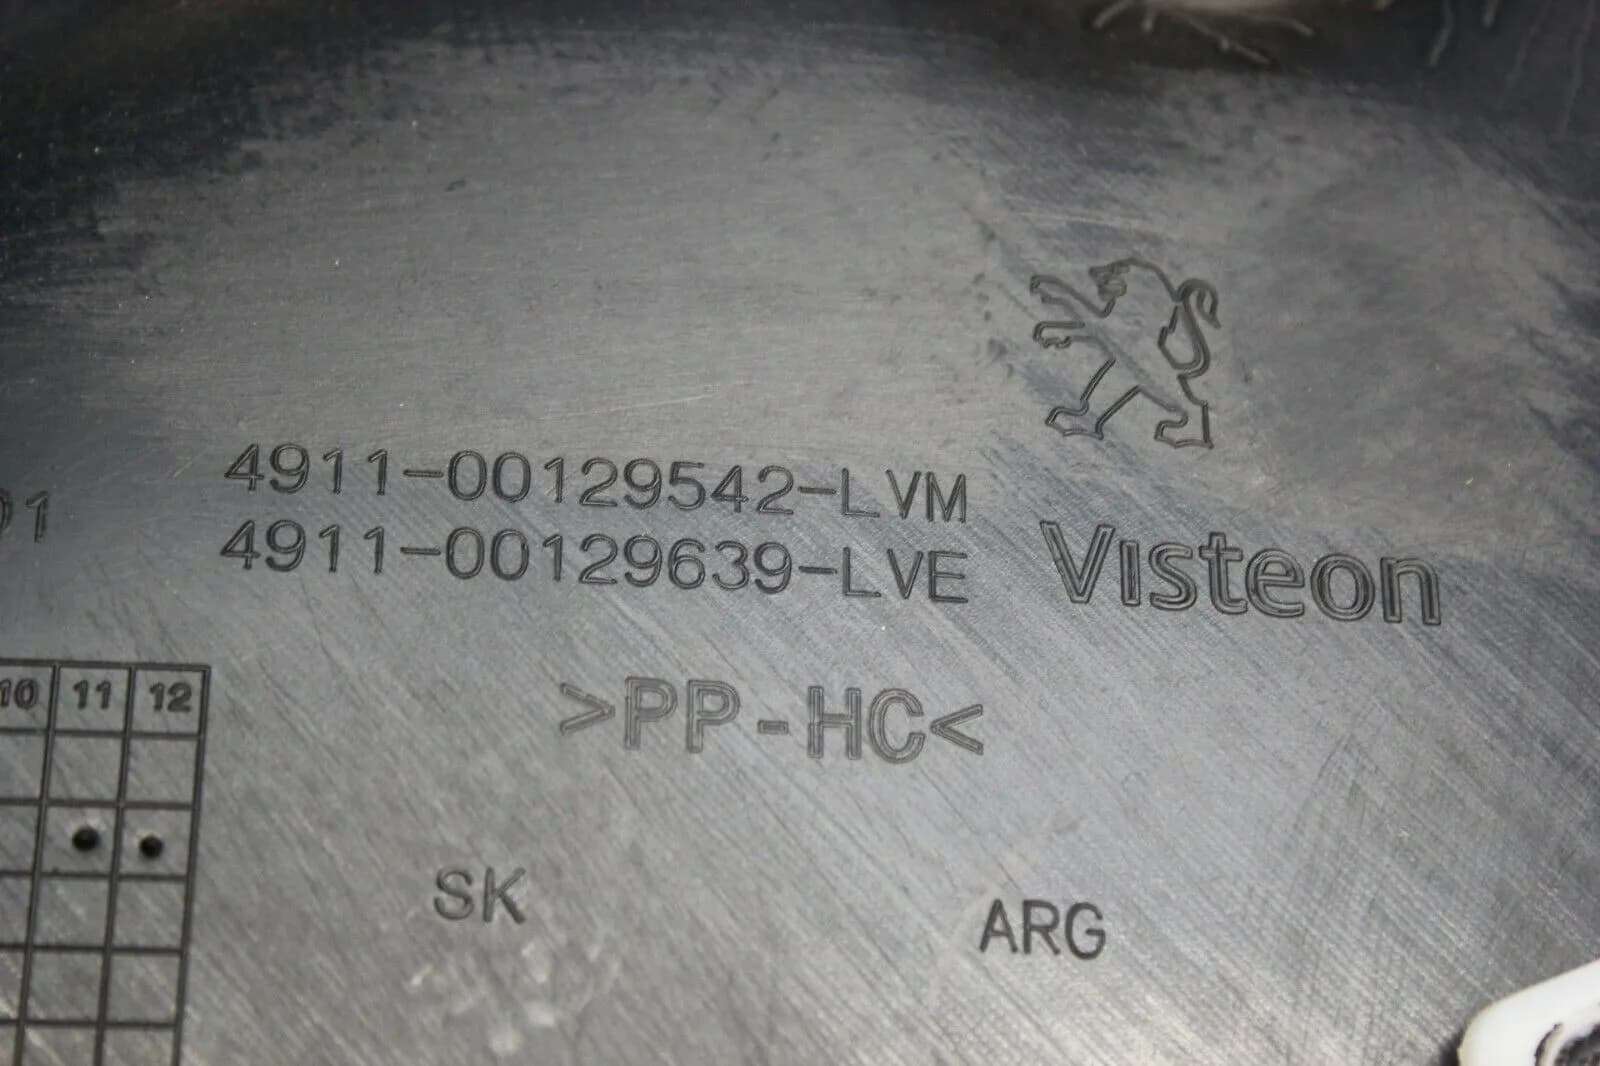 4911-00129542-LVM
4911-00129639-LVE
Visteon
10 11 12
>PP-HC<
SK
ARG